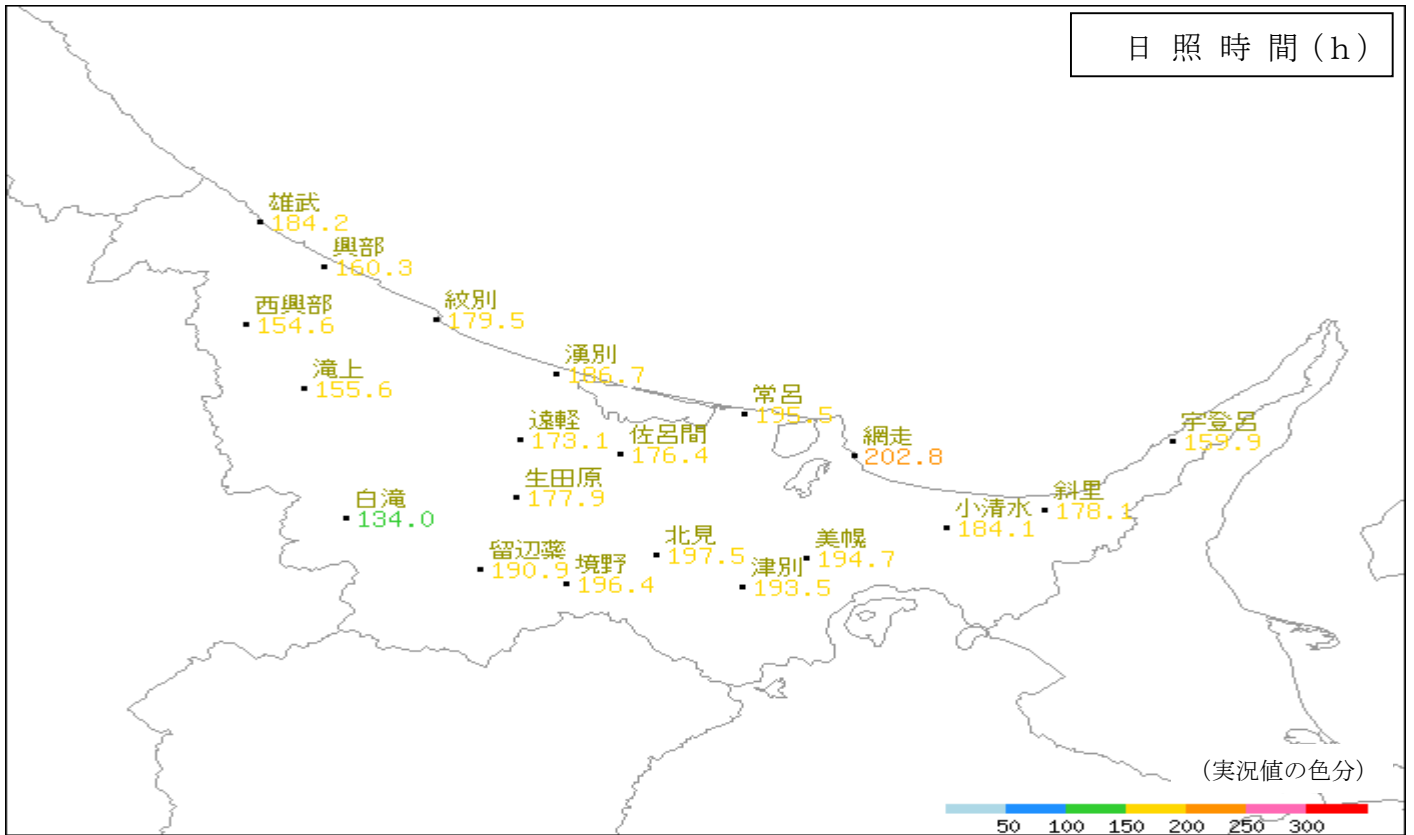 日 照 時 間 (ｈ)
雄武
184.2
興部
160.3
西興部
154.6
紋別
179.5
滝上
155.6
湧別
186.7
常呂
195.5
遠軽
173.1
佐呂間
176.4
網走
202.8
宇登呂
159.9
生田原
177.9
白滝
134.0
小清水
184.1
斜里
178.1
留辺蘂
190.9
境野
196.4
北見
197.5
津別
193.5
美幌
194.7
(実況値の色分)
50 100 150 200 250 300